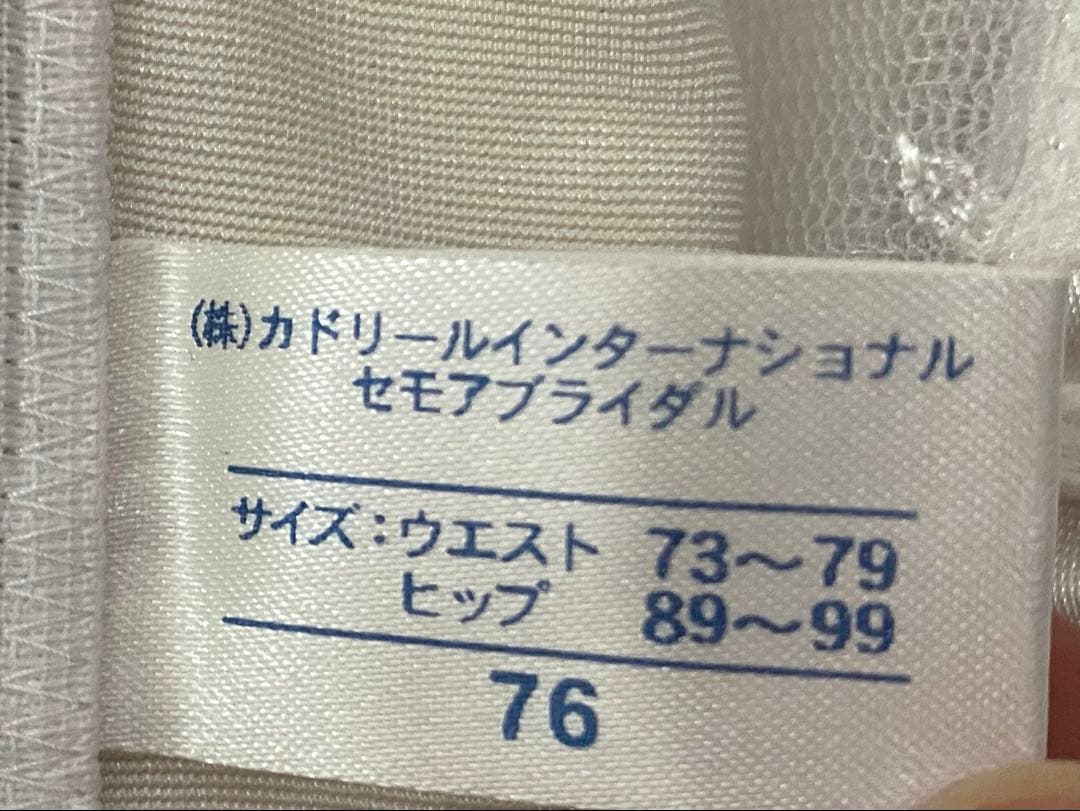 (株)カドリールインターナショナル
セモアブライダル
サイズ：ウエスト 73〜79
ヒップ 89〜99
76